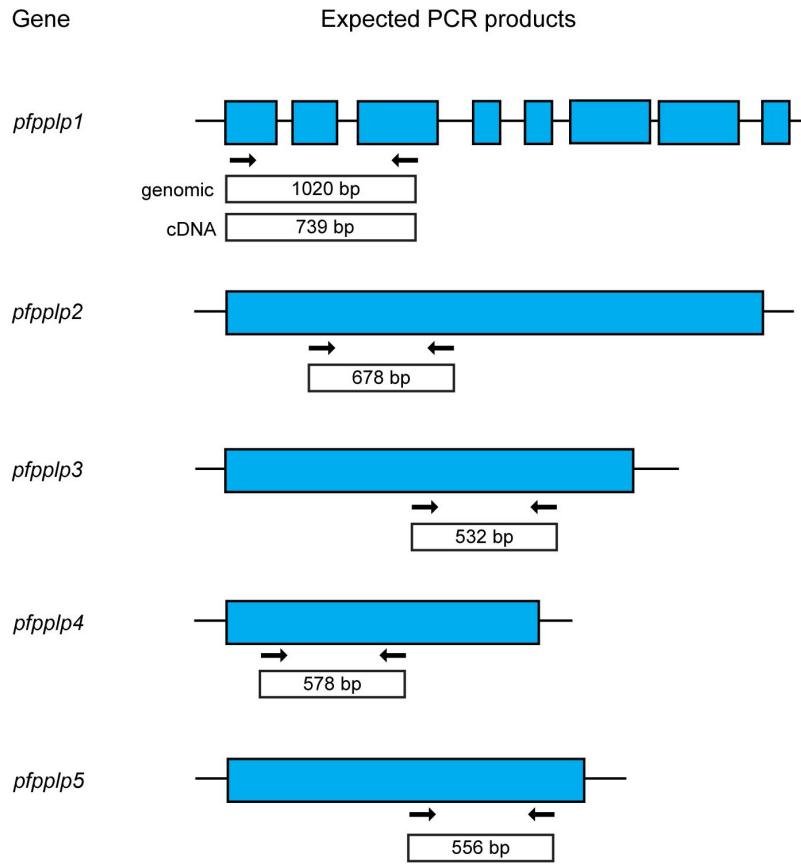 Gene Expected PCR products
pfpplp1
genomic 1020 bp
cDNA 739 bp
pfpplp2
678 bp
pfpplp3
532 bp
pfpplp4
578 bp
pfpplp5
556 bp